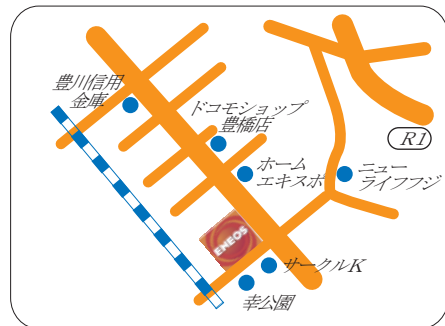 豊川信用
金庫
ドコモショップ
豊橋店
R1
ホーム
エキスポ
ニュー
ライフフジ
ENEOS
サークルK
幸公園